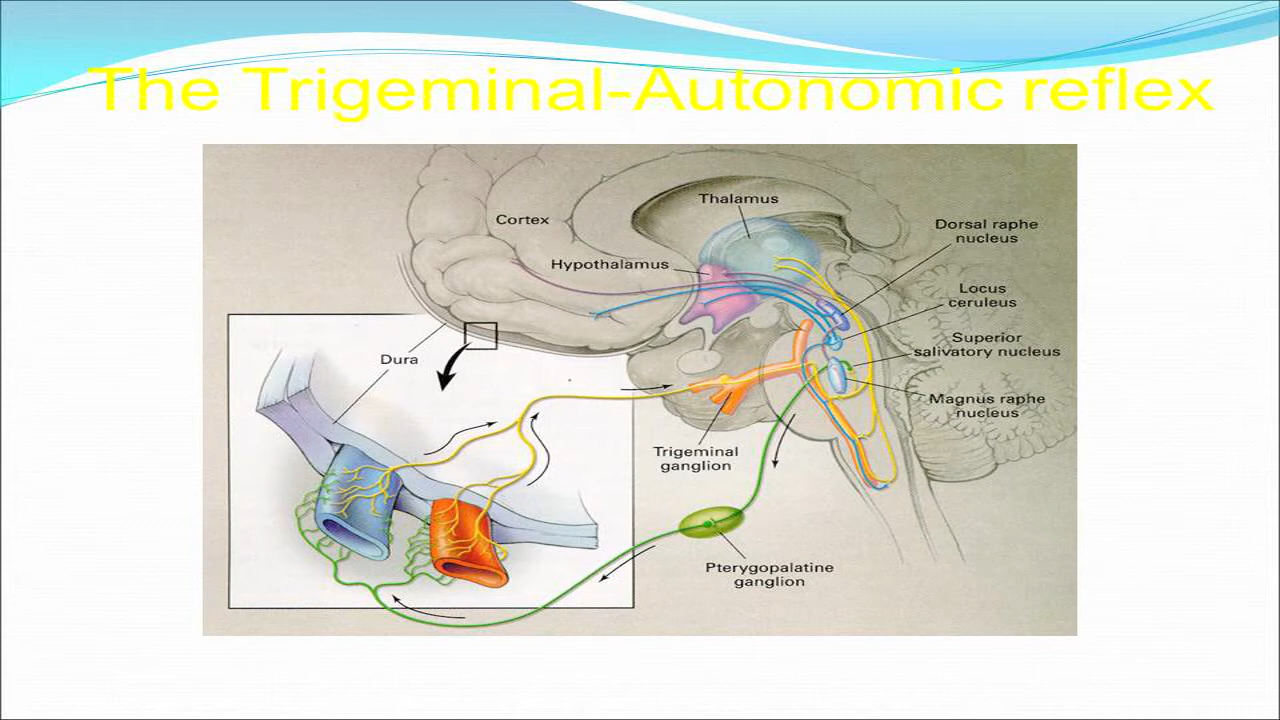 The Trigeminal-Autonomic reflex
Thalamus
Cortex
Dorsal raphe
nucleus
Hypothalamus
Locus
ceruleus
Superior
salivatory nucleus
Dura
Magnus raphe
nucleus
Trigeminal
ganglion
Pterygopalatine
ganglion